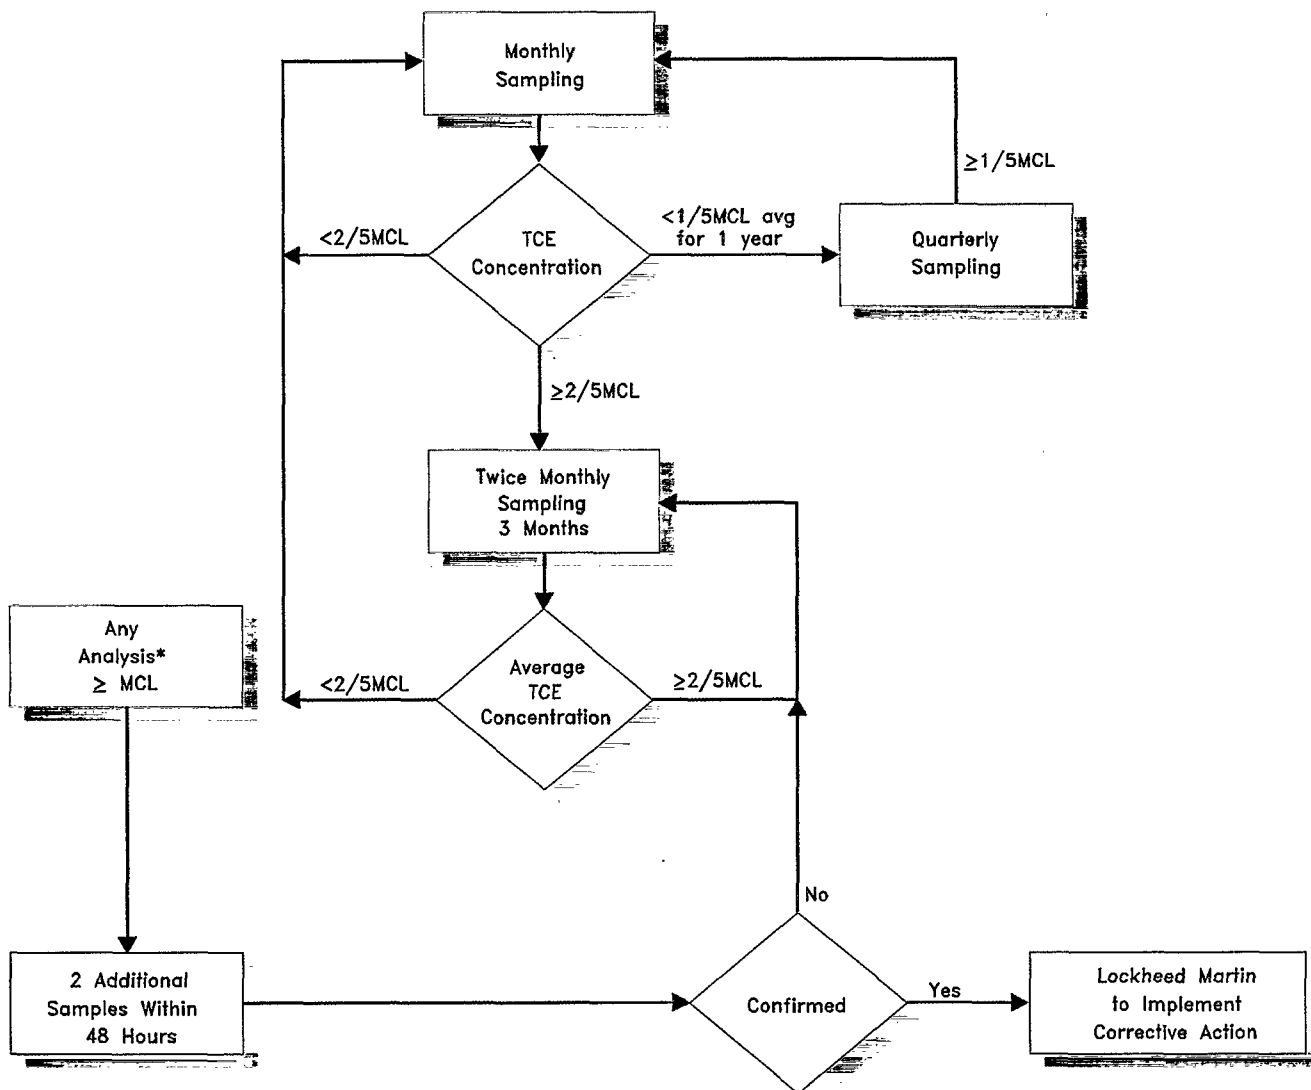 Monthly
Sampling
≥1/5MCL
<2/5MCL
TCE
Concentration
<1/5MCL avg
for 1 year
Quarterly
Sampling
≥2/5MCL
Twice Monthly
Sampling
3 Months
Any
Analysis*
≥ MCL
<2/5MCL
Average
TCE
Concentration
≥2/5MCL
No
2 Additional
Samples Within
48 Hours
Confirmed
Yes
Lockheed Martin
to Implement
Corrective Action